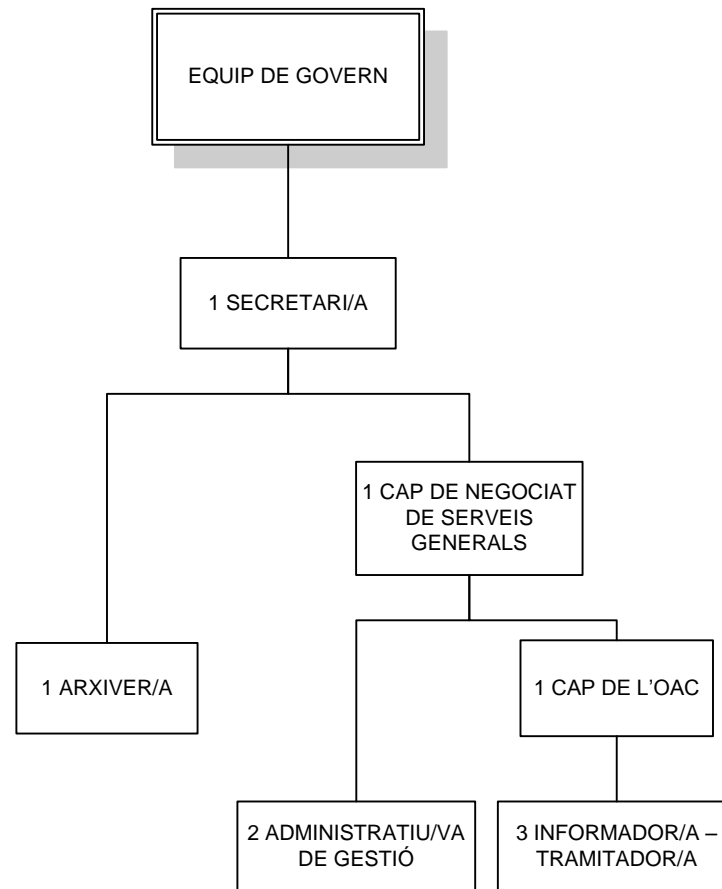 EQUIP DE GOVERN
1 SECRETARI/A
1 CAP DE NEGOCIAT
DE SERVEIS
GENERALS
1 ARXIVER/A
1 CAP DE L’OAC
2 ADMINISTRATIU/VA
DE GESTIÓ
3 INFORMADOR/A –
TRAMITADOR/A